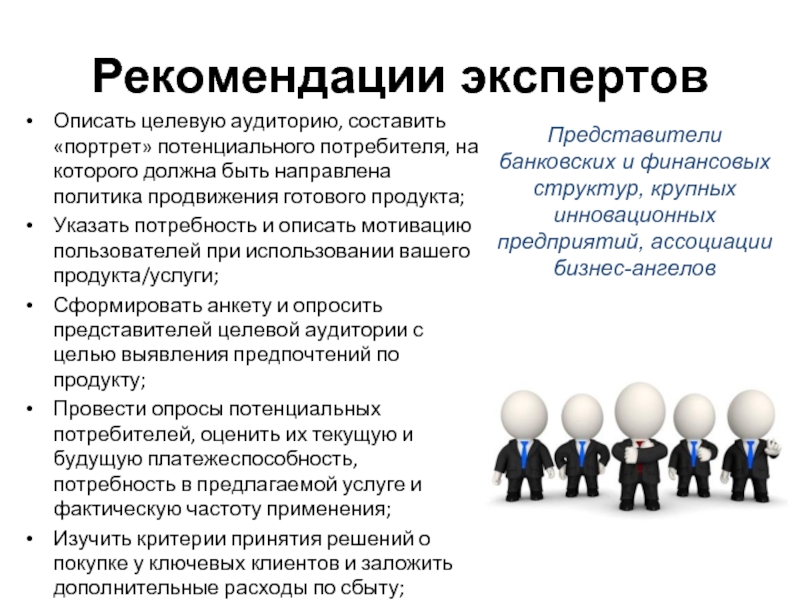 Рекомендации экспертов
• Описать целевую аудиторию, составить
«портрет» потенциального потребителя, на
которого должна быть направлена
политика продвижения готового продукта;
• Указать потребность и описать мотивацию
пользователей при использовании вашего
продукта/услуги;
• Сформировать анкету и опросить
представителей целевой аудитории с
целью выявления предпочтений по
продукту;
• Провести опросы потенциальных
потребителей, оценить их текущую и
будущую платежеспособность,
потребность в предлагаемой услуге и
фактическую частоту применения;
• Изучить критерии принятия решений о
покупке у ключевых клиентов и заложить
дополнительные расходы по сбыту;
Представители
банковских и финансовых
структур, крупных
инновационных
предприятий, ассоциации
бизнес-ангелов